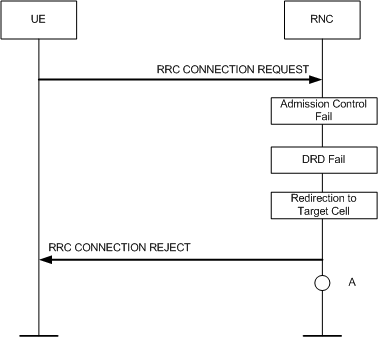 UE
RNC
RRC CONNECTION REQUEST
Admission Control
Fail
DRD Fail
Redirection to
Target Cell
RRC CONNECTION REJECT
A